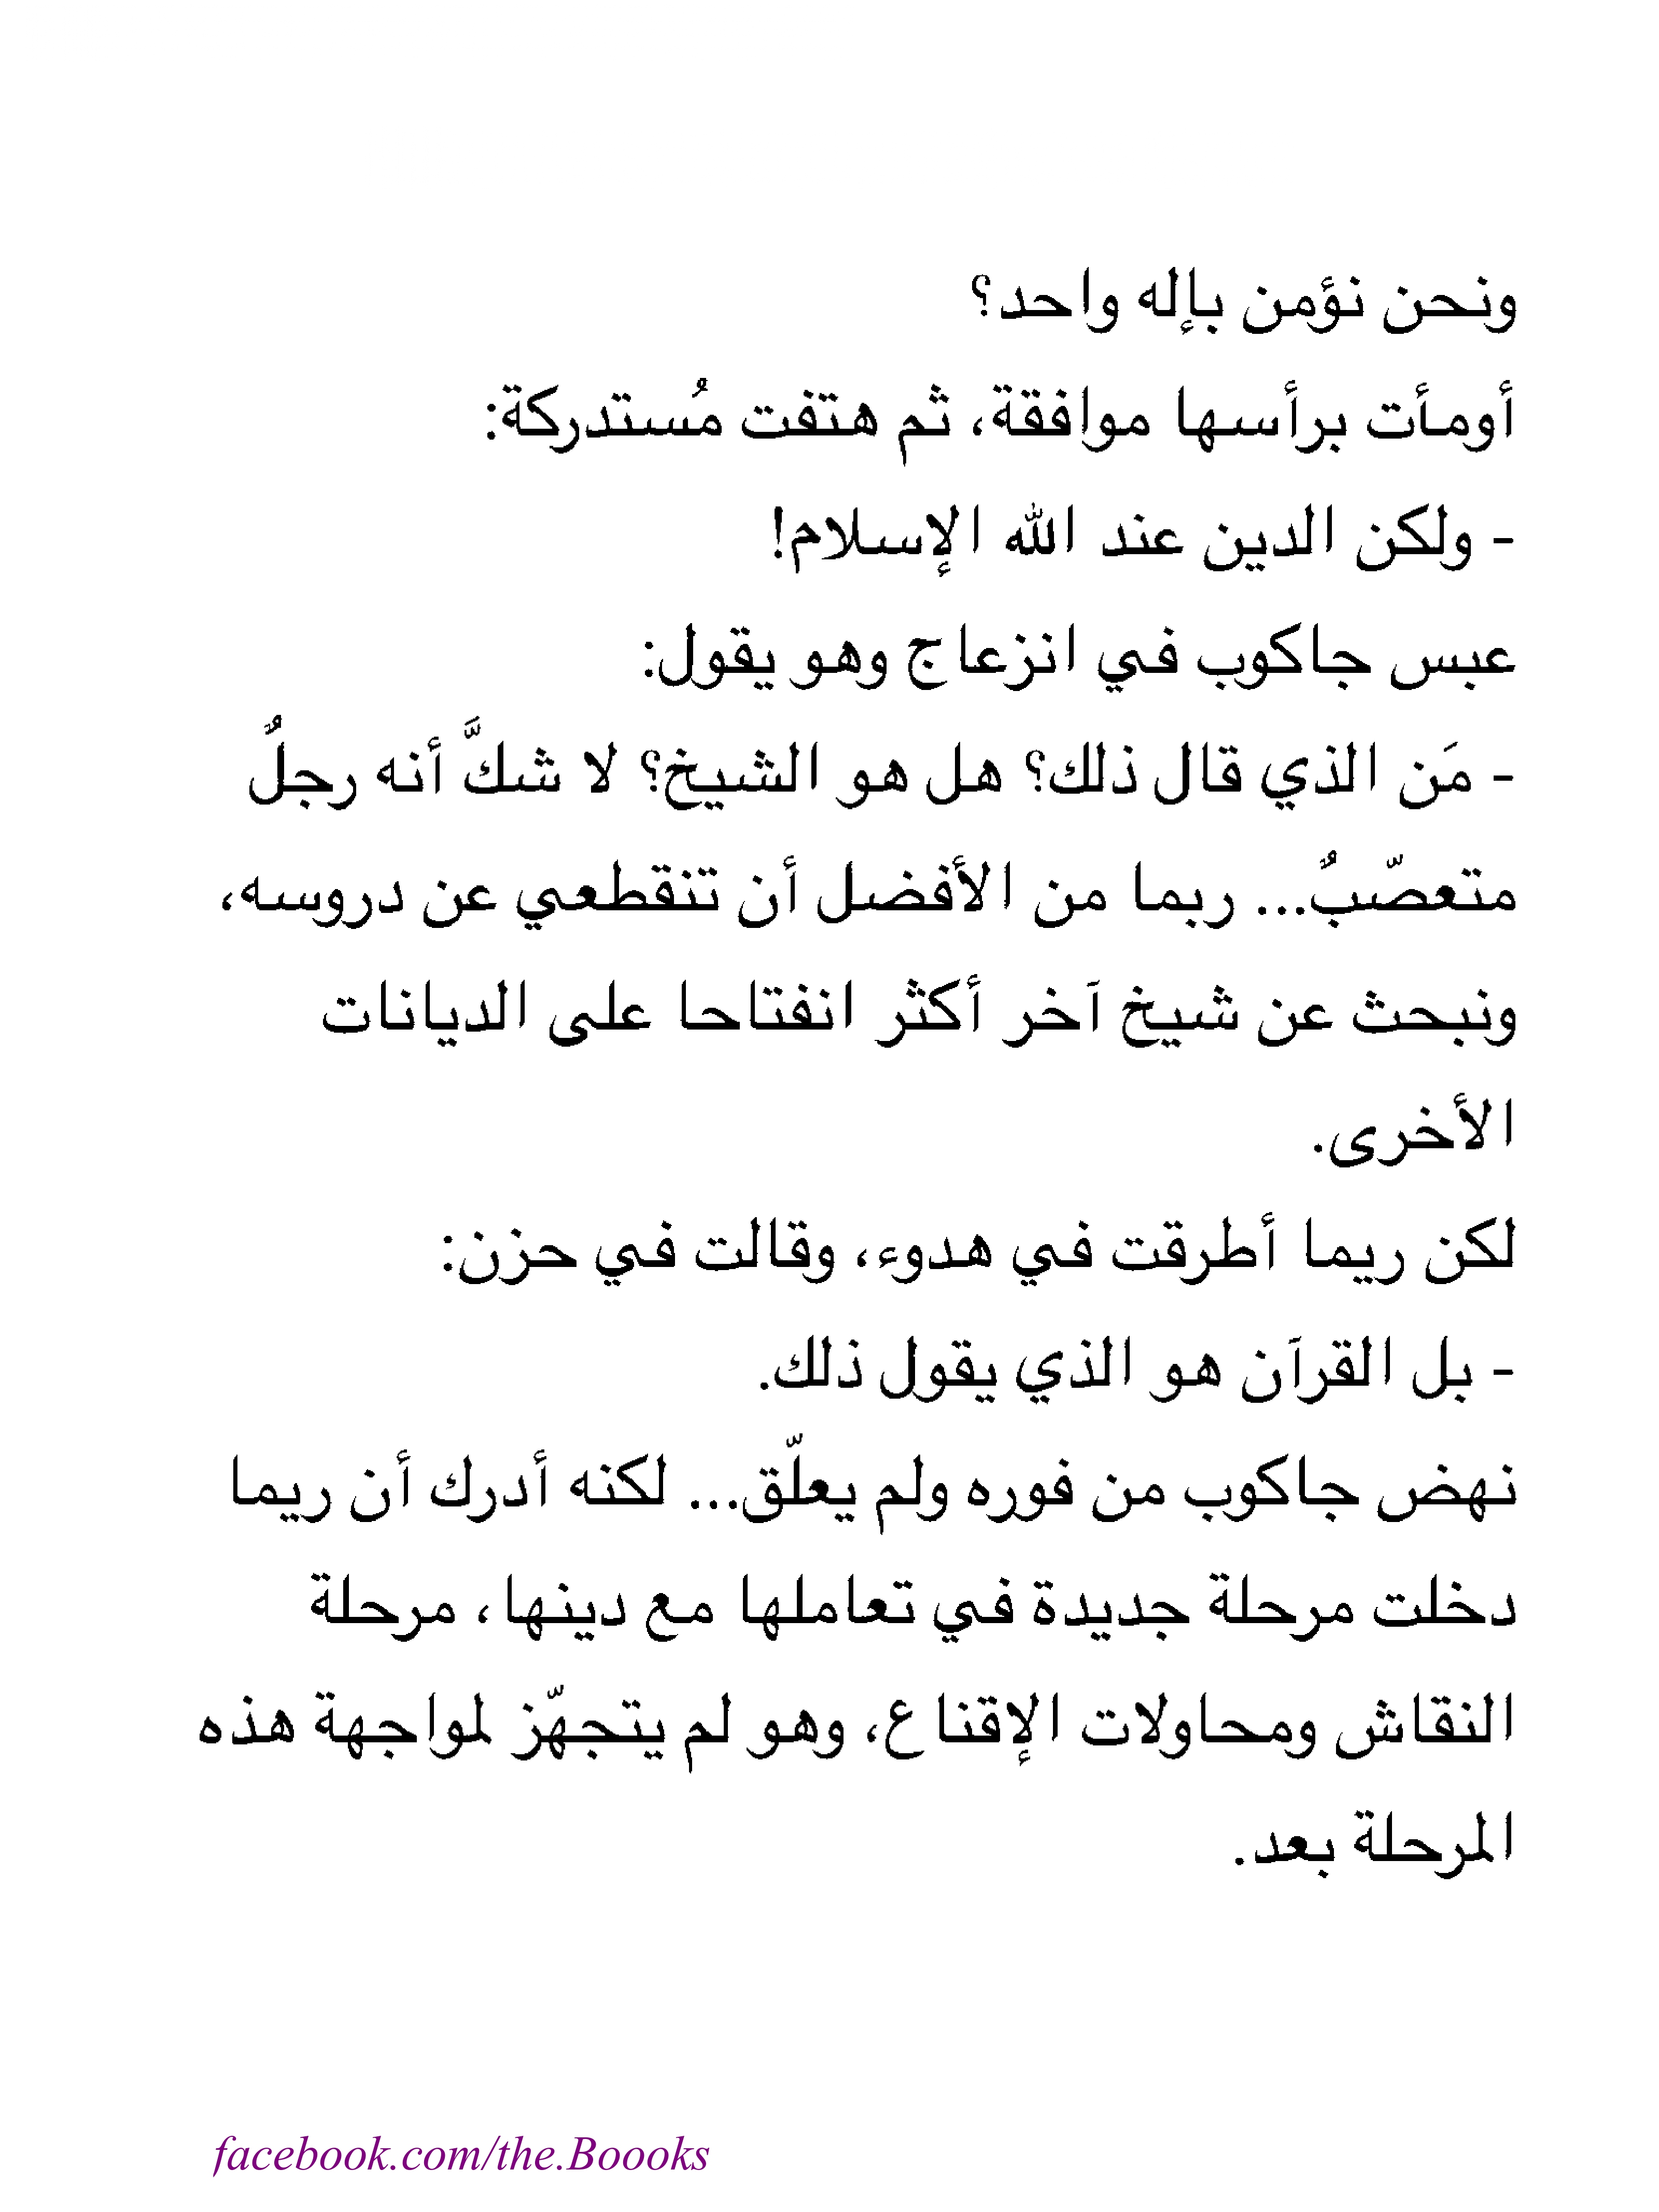 ونحن نؤمن بإله واحد؟
أومأت برأسها موافقة، ثم هتفت مُستدركة:
- ولكن الدين عند الله الإسلام!
عبس جاكوب في انزعاج وهو يقول:
- مَن الذي قال ذلك؟ هل هو الشيخ؟ لا شكَّ أنه رجلٌ
متعصّبٌ... ربما من الأفضل أن تنقطعي عن دروسه،
ونبحث عن شيخ آخر أكثر انفتاحا على الديانات
الأخرى.
لكن ريما أطرقت في هدوء، وقالت في حزن:
- بل القرآن هو الذي يقول ذلك.
نهض جاكوب من فوره ولم يعلّق... لكنه أدرك أن ريما
دخلت مرحلة جديدة في تعاملها مع دينها، مرحلة
النقاش ومحاولات الإقناع، وهو لم يتجهّز لمواجهة هذه
المرحلة بعد.
facebook.com/the.Boooks